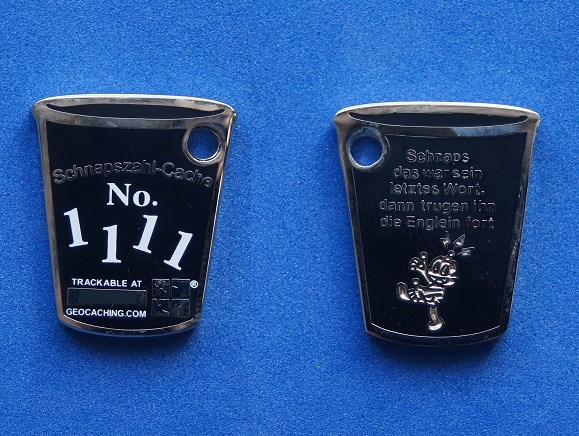 Schnapszahl-Cache
No.
1111
TRACKABLE AT
®
GEOCACHING.COM
Schnaps
das war sein
letztes Wort.
dann trugen ihn
die Englein fort